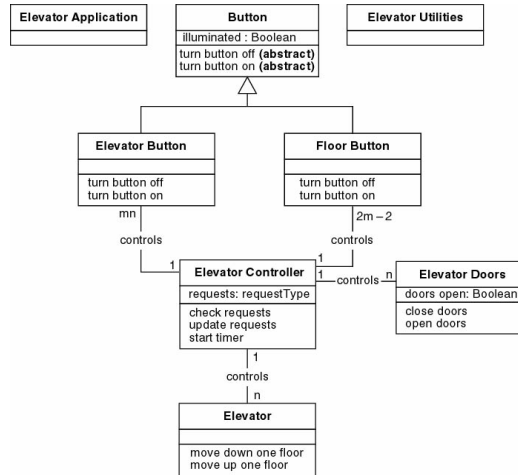 Elevator Application
Button
Elevator Utilities
illuminated : Boolean
turn button off (abstract)
turn button on (abstract)
Elevator Button
Floor Button
turn button off
turn button on
turn button off
turn button on
mn
2m – 2
controls
controls
1
1
Elevator Controller
1
controls
n
Elevator Doors
requests: requestType
doors open: Boolean
check requests
update requests
start timer
close doors
open doors
1
controls
n
Elevator
move down one floor
move up one floor